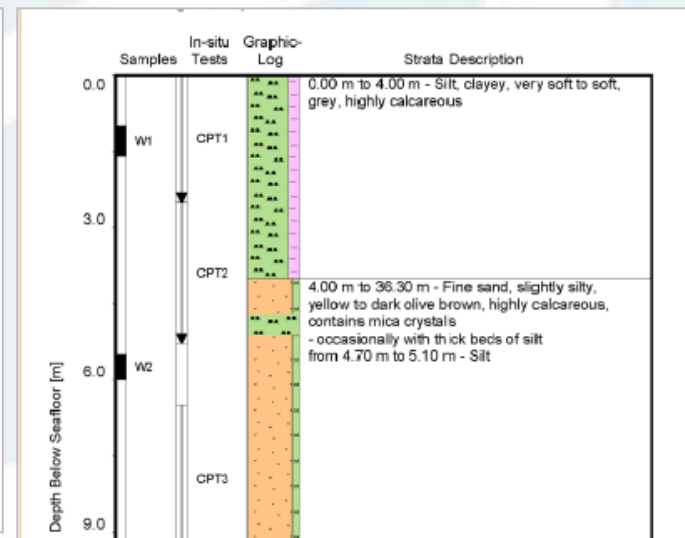 In-situ Graphic-
Samples Tests Log Strata Description
0.0
0.00 m to 4.00 m - Silt, clayey, very soft to soft,
grey, highly calcareous
W1 CPT1
3.0
CPT2
4.00 m to 36.30 m - Fine sand, slightly silty,
yellow to dark olive brown, highly calcareous,
contains mica crystals
- occasionally with thick beds of silt
from 4.70 m to 5.10 m - Silt
6.0 W2
Depth Below Seafloor [m]
CPT3
9.0